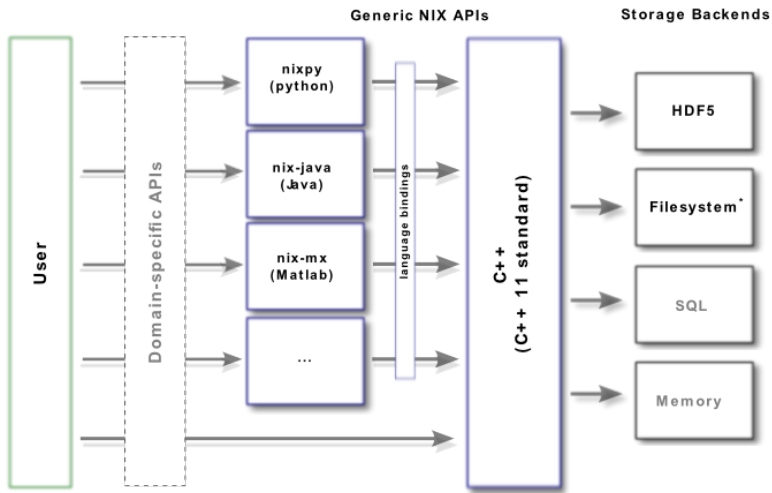 Generic NIX APIs
Storage Backends
User
Domain-specific APIs
nixpy
(python)
nix-java
(Java)
nix-mx
(Matlab)
...
language bindings
C++
(C++ 11 standard)
HDF5
Filesystem*
SQL
Memory